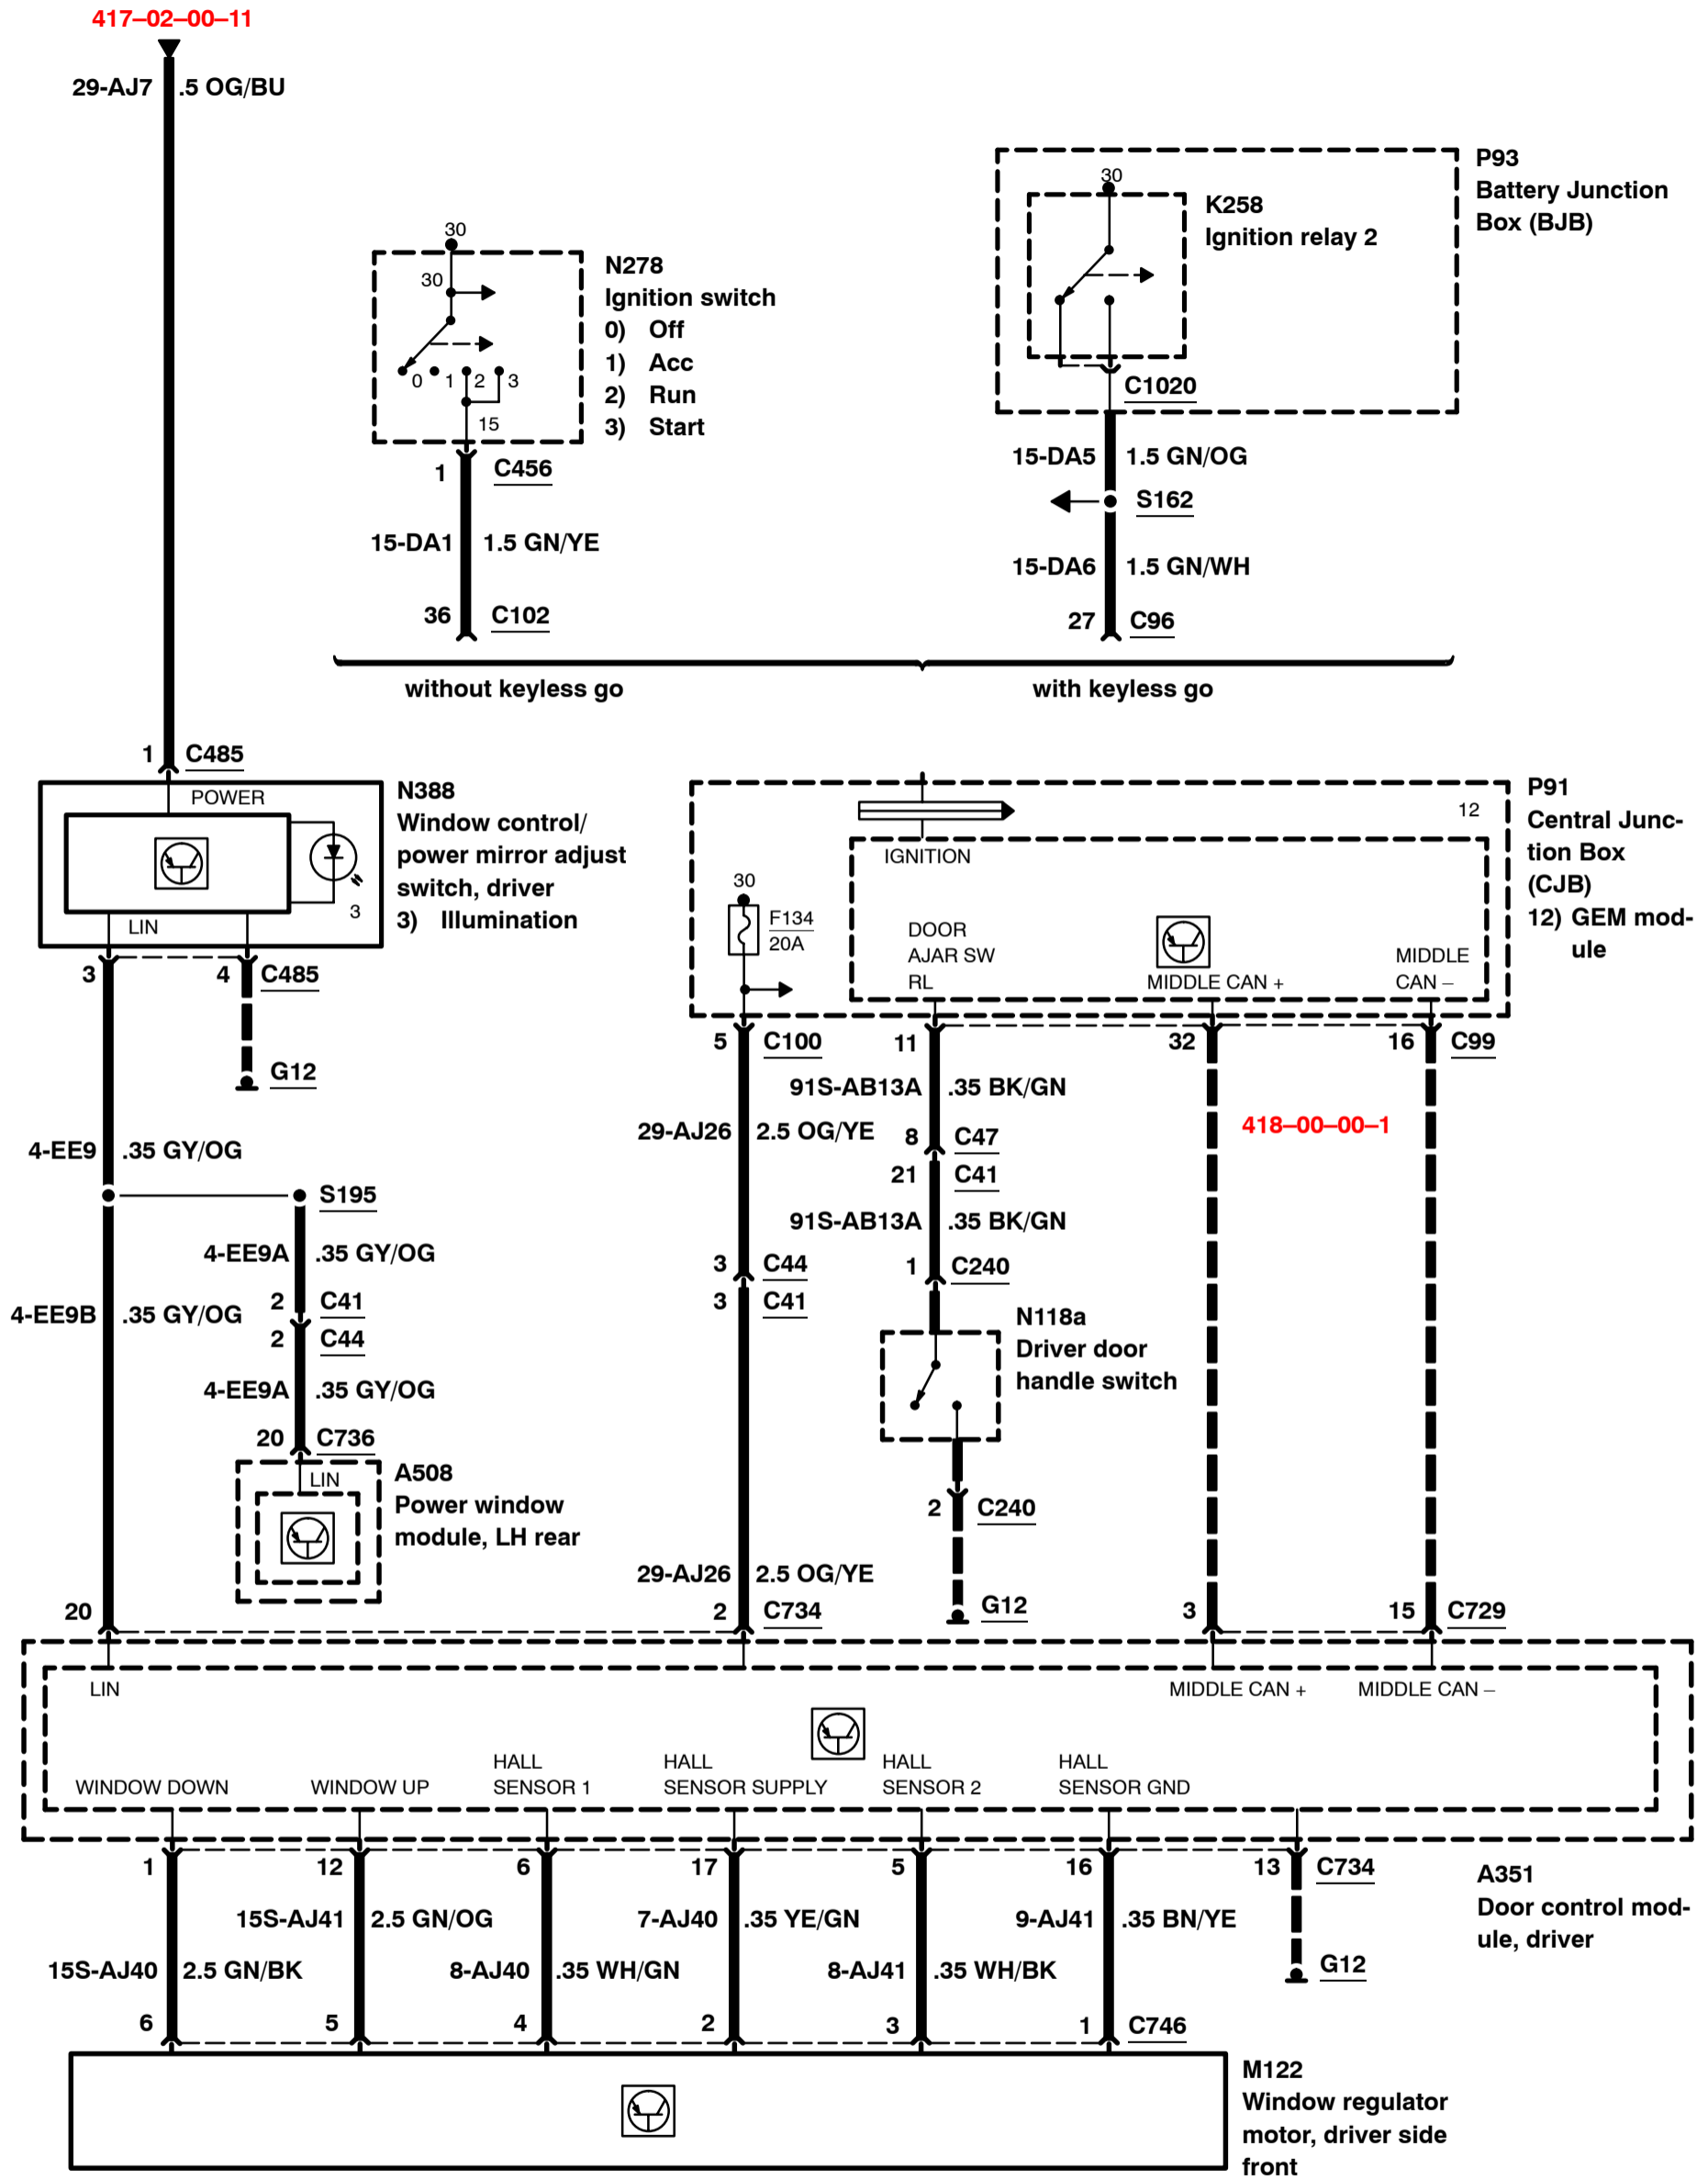 417–02–00–11
29-AJ7 .5 OG/BU
30
N278
Ignition switch
0) Off
1) Acc
2) Run
3) Start
30
0 1 2 3
15
1 C456
15-DA1 1.5 GN/YE
36 C102
without keyless go
P93
Battery Junction
Box (BJB)
30
K258
Ignition relay 2
C1020
15-DA5 1.5 GN/OG
S162
15-DA6 1.5 GN/WH
27 C96
with keyless go
1 C485
POWER
LIN
3
N388
Window control/
power mirror adjust
switch, driver
3) Illumination
3 4 C485
G12
4-EE9 .35 GY/OG
S195
4-EE9A .35 GY/OG
4-EE9B .35 GY/OG
2 C41
2 C44
4-EE9A .35 GY/OG
20 C736
LIN
A508
Power window
module, LH rear
20
P91
Central Junc-
tion Box
(CJB)
12) GEM mod-
ule
12
IGNITION
30
F134
20A
DOOR
AJAR SW
RL
MIDDLE CAN +
MIDDLE
CAN –
5 C100 11 32 16 C99
91S-AB13A .35 BK/GN
418–00–00–1
29-AJ26 2.5 OG/YE
8 C47
21 C41
91S-AB13A .35 BK/GN
3 C44
3 C41
1 C240
N118a
Driver door
handle switch
2 C240
G12
29-AJ26 2.5 OG/YE
2 C734
3 15 C729
LIN
MIDDLE CAN +
MIDDLE CAN –
WINDOW DOWN
WINDOW UP
HALL
SENSOR 1
HALL
SENSOR SUPPLY
HALL
SENSOR 2
HALL
SENSOR GND
1 12 6 17 5 16 13 C734
A351
Door control mod-
ule, driver
15S-AJ41 2.5 GN/OG
7-AJ40 .35 YE/GN
9-AJ41 .35 BN/YE
G12
15S-AJ40 2.5 GN/BK
8-AJ40 .35 WH/GN
8-AJ41 .35 WH/BK
6 5 4 2 3 1 C746
M122
Window regulator
motor, driver side
front